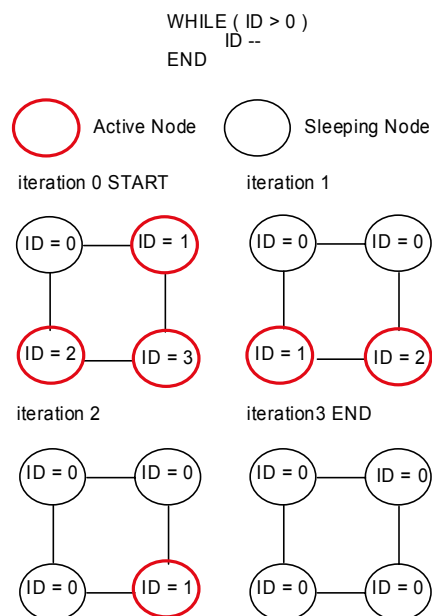 WHILE ( ID > 0 )
ID --
END
Active Node Sleeping Node
iteration 0 START iteration 1
ID = 0 ID = 1 ID = 0 ID = 0
ID = 2 ID = 3 ID = 1 ID = 2
iteration 2 iteration3 END
ID = 0 ID = 0 ID = 0 ID = 0
ID = 0 ID = 1 ID = 0 ID = 0